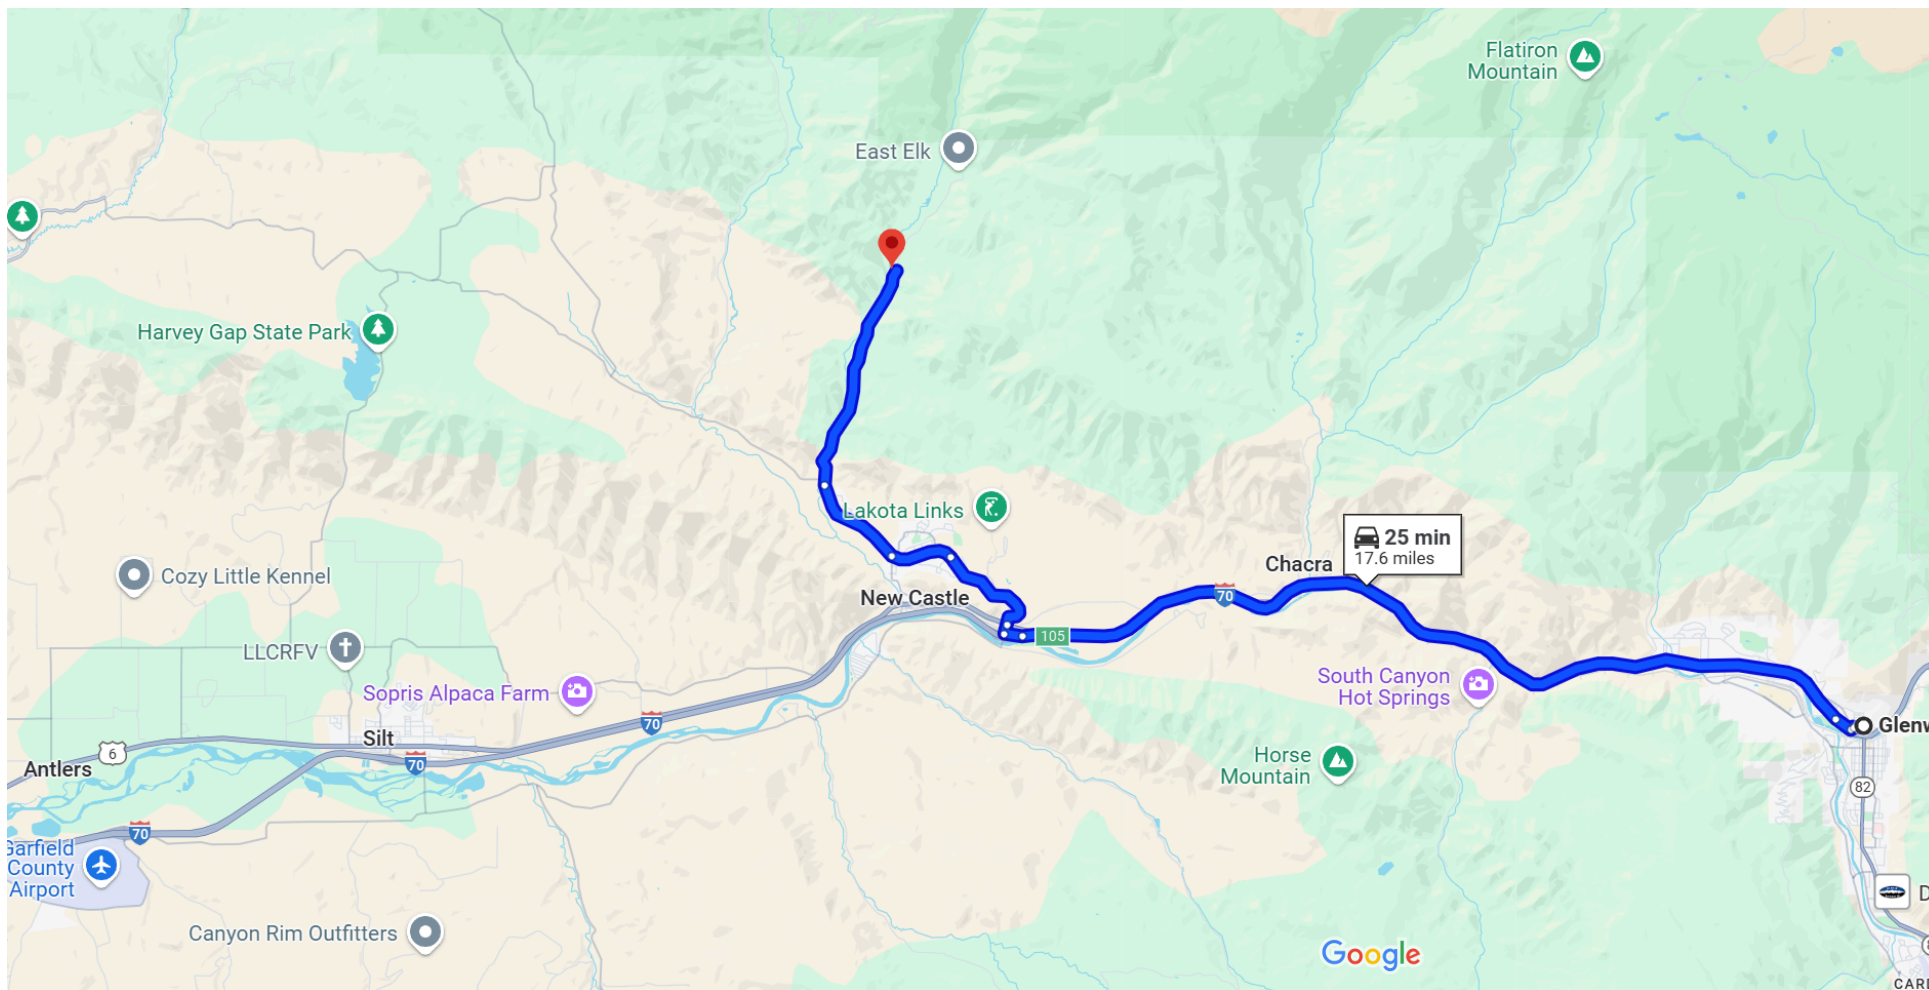 Flatiron
Mountain
East Elk
Harvey Gap State Park
Lakota Links
25 min
17.6 miles
Chacra
70
Cozy Little Kennel
New Castle
105
LLCRFV
South Canyon
Hot Springs
Sopris Alpaca Farm
70
Glenw
Silt
6
70
Antlers
Horse
Mountain
82
70
Garfield
County
Airport
D
Canyon Rim Outfitters
Google
CAR